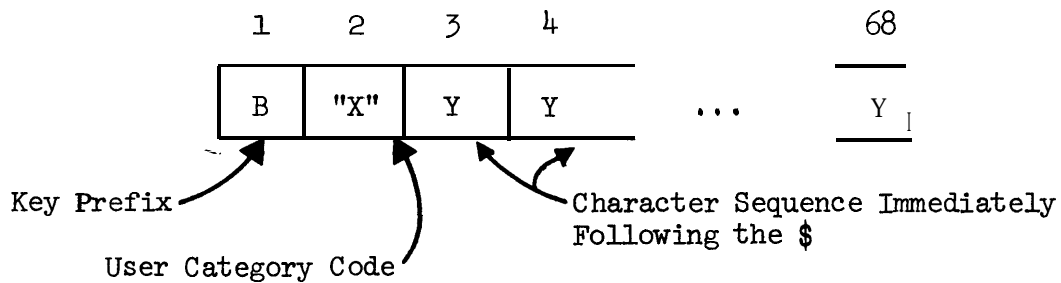 1 2 3 4 68
B "X" Y Y ... Y
Key Prefix
Character Sequence Immediately
Following the $
User Category Code